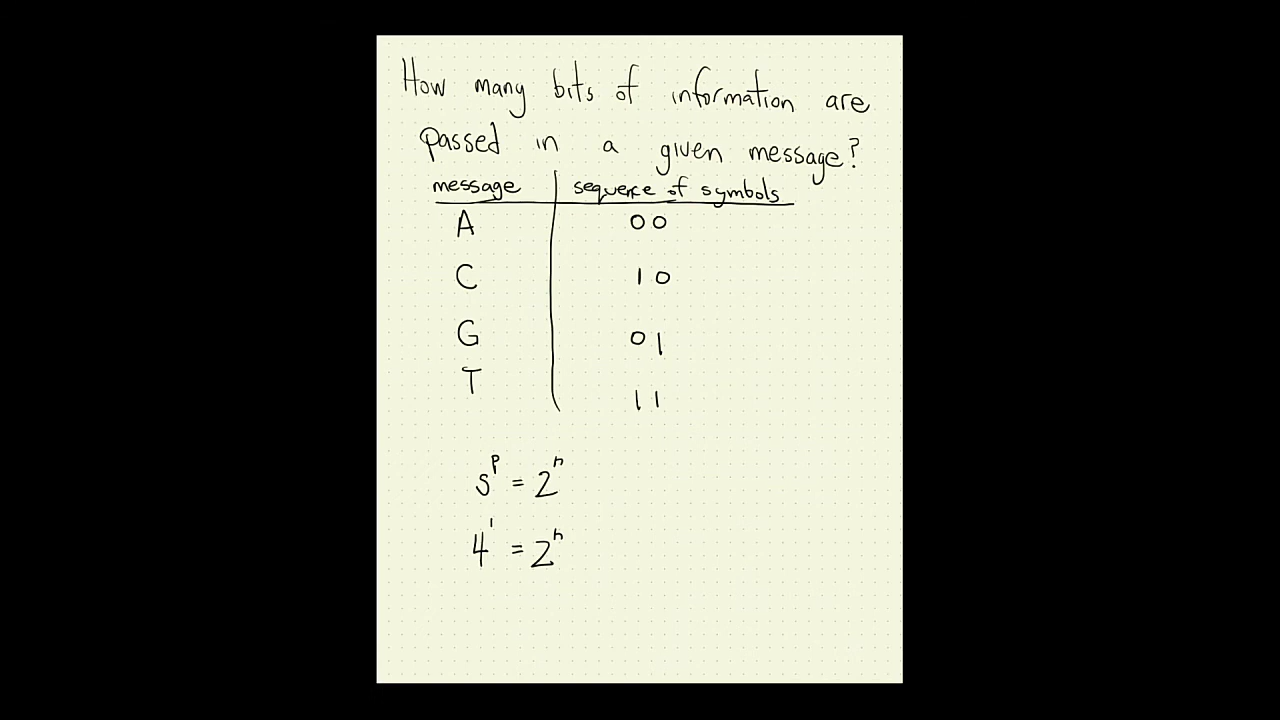 How many bits of information are
passed in a given message?
message sequence of symbols
A 00
C 10
G 01
T 11
s^p = 2^n
4^1 = 2^n